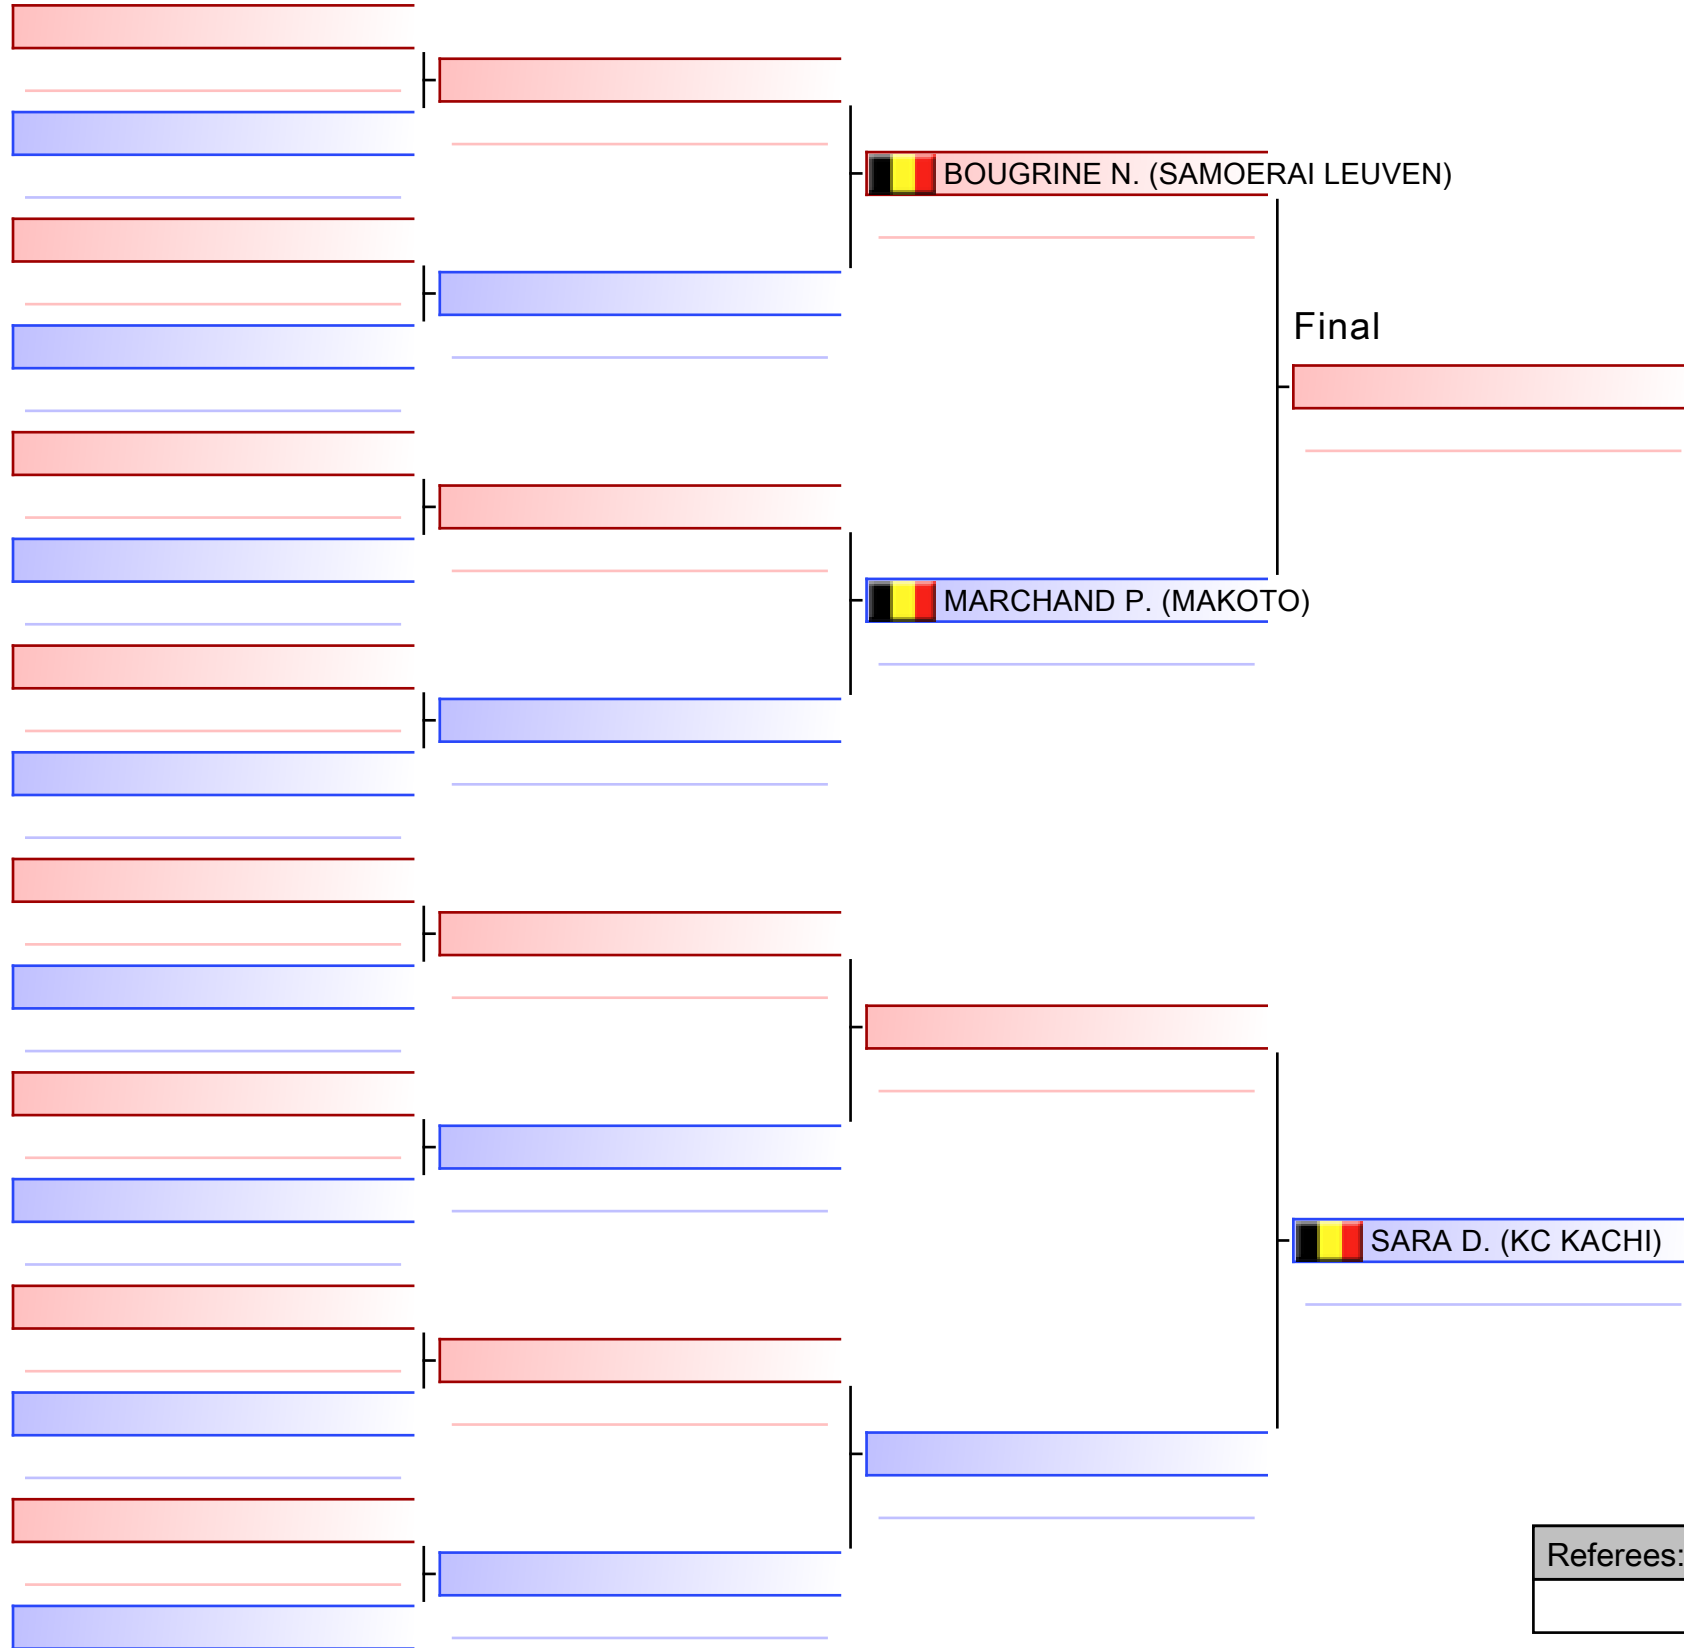 BOUGRINE N. (SAMOERAI LEUVEN)
Final
MARCHAND P. (MAKOTO)
SARA D. (KC KACHI)
Referees: